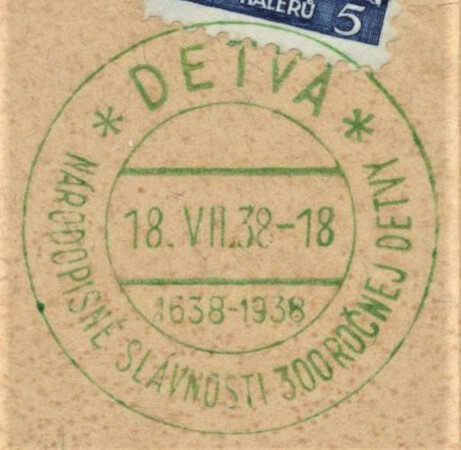 HALERŮ 5
* DETVA *
18. VII.38-18
1638-1938
NÁRODOPISNÉ SLÁVNOSTI 300ROČNEJ DETVY